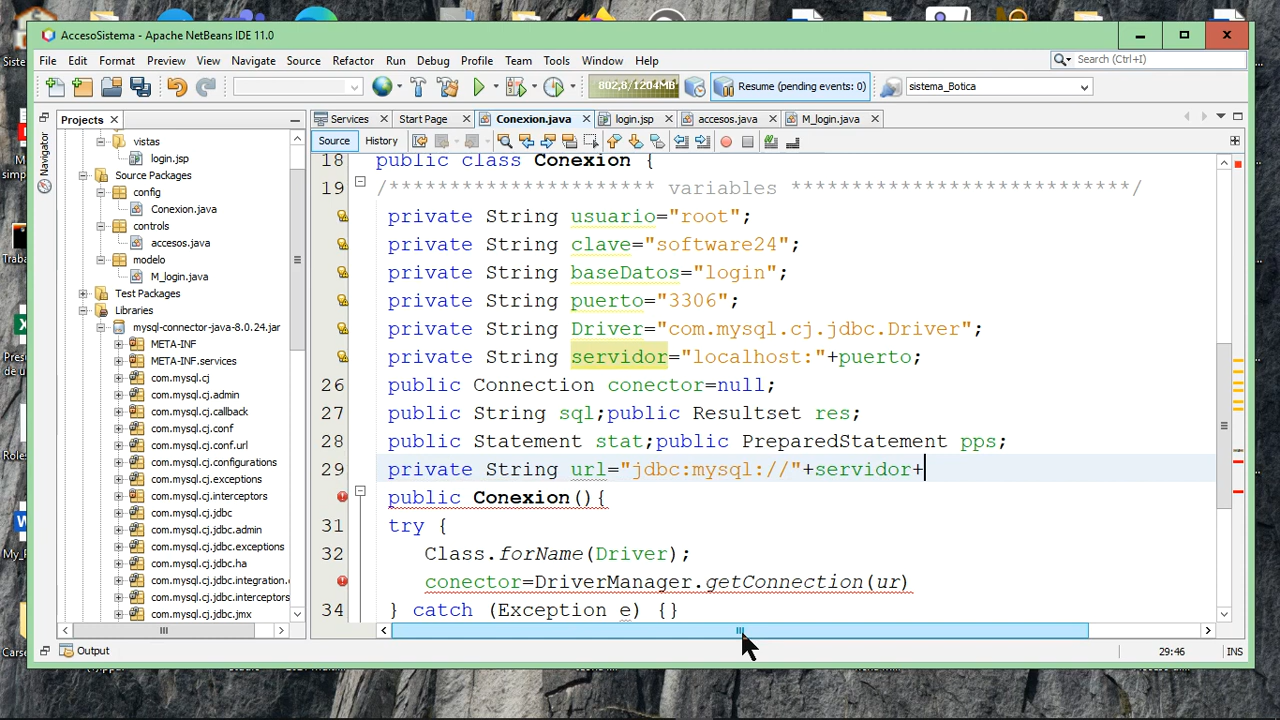 AccesoSistema - Apache NetBeans IDE 11.0
File Edit Format Preview View Navigate Source Refactor Run Debug Profile Team Tools Window Help
Search (Ctrl+I)
802,8/1204MB
Resume (pending events: 0)
sistema_Botica
Projects
Services
Start Page
Conexion.java
login.jsp
accesos.java
M_login.java
Navigator
Source
History
vistas
login.jsp
Source Packages
config
Conexion.java
controls
accesos.java
modelo
M_login.java
Test Packages
Libraries
mysql-connector-java-8.0.24.jar
META-INF
META-INF.services
com.mysql.cj
com.mysql.cj.admin
com.mysql.cj.callback
com.mysql.cj.conf
com.mysql.cj.conf.url
com.mysql.cj.configurations
com.mysql.cj.exceptions
com.mysql.cj.interceptors
com.mysql.cj.jdbc
com.mysql.cj.jdbc.admin
com.mysql.cj.jdbc.exceptions
com.mysql.cj.jdbc.ha
com.mysql.cj.jdbc.integration.
com.mysql.cj.jdbc.interceptors
com.mysql.cj.jdbc.jmx
18 public class Conexion {
19 /********************** variables ****************************/
private String usuario="root";
private String clave="software24";
private String baseDatos="login";
private String puerto="3306";
private String Driver="com.mysql.cj.jdbc.Driver";
private String servidor="localhost:"+puerto;
26 public Connection conector=null;
27 public String sql;public Resultset res;
28 public Statement stat;public PreparedStatement pps;
29 private String url="jdbc:mysql://"+servidor+
public Conexion(){
31 try {
32 Class.forName(Driver);
conector=DriverManager.getConnection(ur)
34 } catch (Exception e) {}
Output
29:46
INS